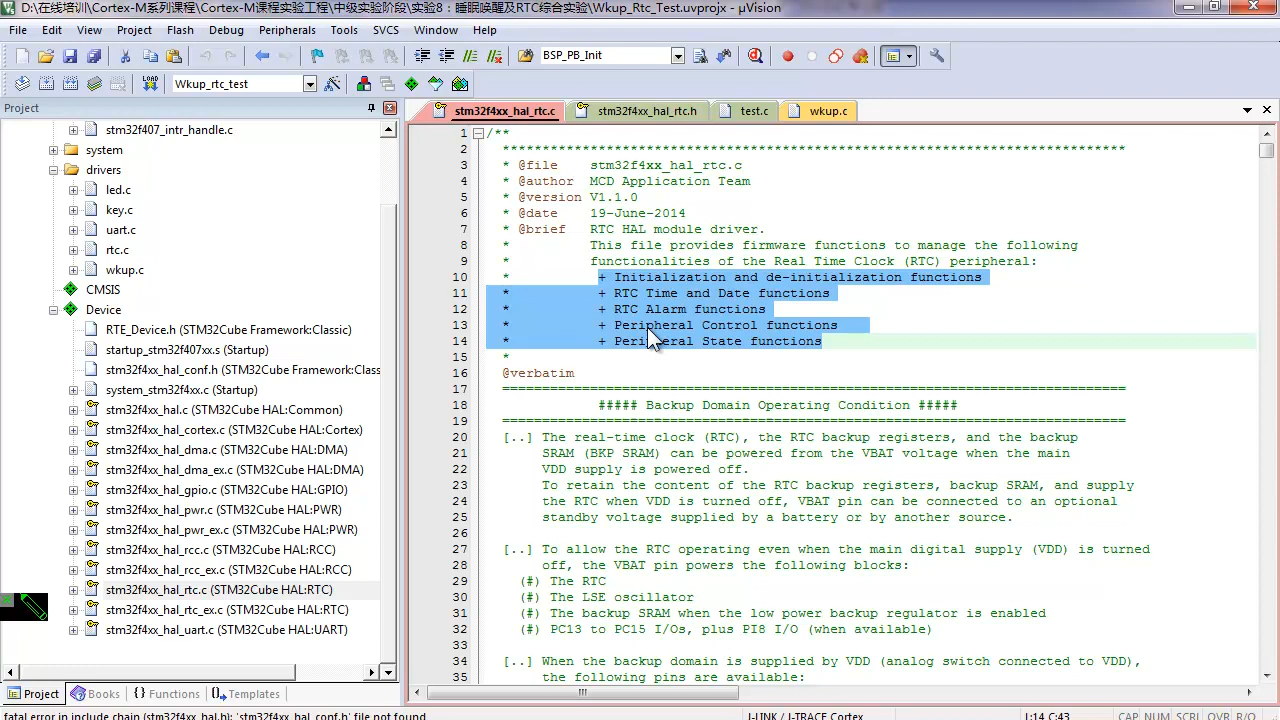 D:\在线培训\Cortex-M系列课程\Cortex-M课程实验工程\中级实验阶段\实验8：睡眠唤醒及RTC综合实验\Wkup_Rtc_Test.uvprojx - µVision
File Edit View Project Flash Debug Peripherals Tools SVCS Window Help
BSP_PB_Init
LOAD Wkup_rtc_test
Project
stm32f4xx_hal_rtc.c stm32f4xx_hal_rtc.h test.c wkup.c
stm32f407_intr_handle.c
system
drivers
led.c
key.c
uart.c
rtc.c
wkup.c
CMSIS
Device
RTE_Device.h (STM32Cube Framework:Classic)
startup_stm32f407xx.s (Startup)
stm32f4xx_hal_conf.h (STM32Cube Framework:Class
system_stm32f4xx.c (Startup)
stm32f4xx_hal.c (STM32Cube HAL:Common)
stm32f4xx_hal_cortex.c (STM32Cube HAL:Cortex)
stm32f4xx_hal_dma.c (STM32Cube HAL:DMA)
stm32f4xx_hal_dma_ex.c (STM32Cube HAL:DMA)
stm32f4xx_hal_gpio.c (STM32Cube HAL:GPIO)
stm32f4xx_hal_pwr.c (STM32Cube HAL:PWR)
stm32f4xx_hal_pwr_ex.c (STM32Cube HAL:PWR)
stm32f4xx_hal_rcc.c (STM32Cube HAL:RCC)
stm32f4xx_hal_rcc_ex.c (STM32Cube HAL:RCC)
stm32f4xx_hal_rtc.c (STM32Cube HAL:RTC)
stm32f4xx_hal_rtc_ex.c (STM32Cube HAL:RTC)
stm32f4xx_hal_uart.c (STM32Cube HAL:UART)
Project Books Functions Templates
1 /**
2 ******************************************************************************
3 * @file stm32f4xx_hal_rtc.c
4 * @author MCD Application Team
5 * @version V1.1.0
6 * @date 19-June-2014
7 * @brief RTC HAL module driver.
8 * This file provides firmware functions to manage the following
9 * functionalities of the Real Time Clock (RTC) peripheral:
10 * + Initialization and de-initialization functions
11 * + RTC Time and Date functions
12 * + RTC Alarm functions
13 * + Peripheral Control functions
14 * + Peripheral State functions
15 *
16 @verbatim
17 ==============================================================================
18 ##### Backup Domain Operating Condition #####
19 ==============================================================================
20 [..] The real-time clock (RTC), the RTC backup registers, and the backup
21 SRAM (BKP SRAM) can be powered from the VBAT voltage when the main
22 VDD supply is powered off.
23 To retain the content of the RTC backup registers, backup SRAM, and supply
24 the RTC when VDD is turned off, VBAT pin can be connected to an optional
25 standby voltage supplied by a battery or by another source.
26
27 [..] To allow the RTC operating even when the main digital supply (VDD) is turned
28 off, the VBAT pin powers the following blocks:
29 (#) The RTC
30 (#) The LSE oscillator
31 (#) The backup SRAM when the low power backup regulator is enabled
32 (#) PC13 to PC15 I/Os, plus PI8 I/O (when available)
33
34 [..] When the backup domain is supplied by VDD (analog switch connected to VDD),
35 the following pins are available:
fatal error in include chain (stm32f4xx_hal.h): 'stm32f4xx_hal_conf.h' file not found J-LINK / J-TRACE Cortex L:14 C:43 CAP NUM SCRL OVR R/O